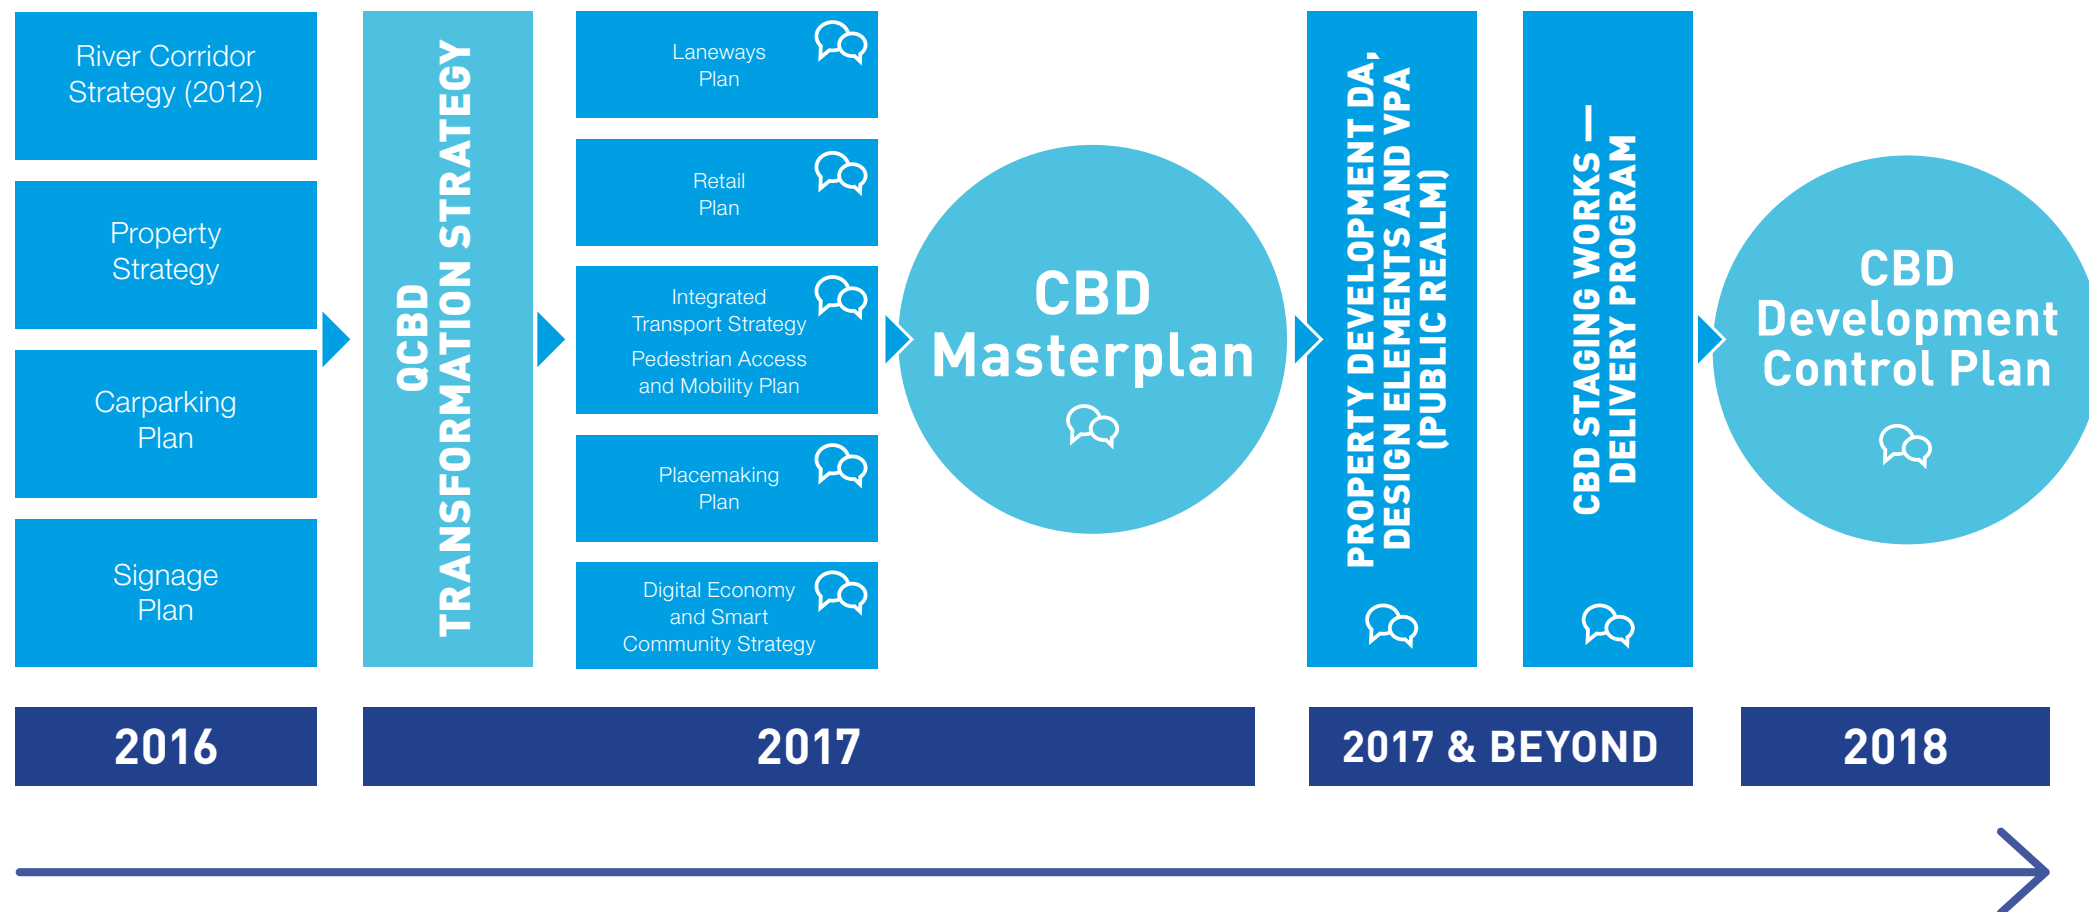 River Corridor
Strategy (2012)
Property
Strategy
Carparking
Plan
Signage
Plan
QCBD
TRANSFORMATION STRATEGY
Laneways
Plan
Retail
Plan
Integrated
Transport Strategy
Pedestrian Access
and Mobility Plan
Placemaking
Plan
Digital Economy
and Smart
Community Strategy
CBD
Masterplan
PROPERTY DEVELOPMENT DA,
DESIGN ELEMENTS AND VPA
(PUBLIC REALM)
CBD STAGING WORKS —
DELIVERY PROGRAM
CBD
Development
Control Plan
2016
2017
2017 & BEYOND
2018